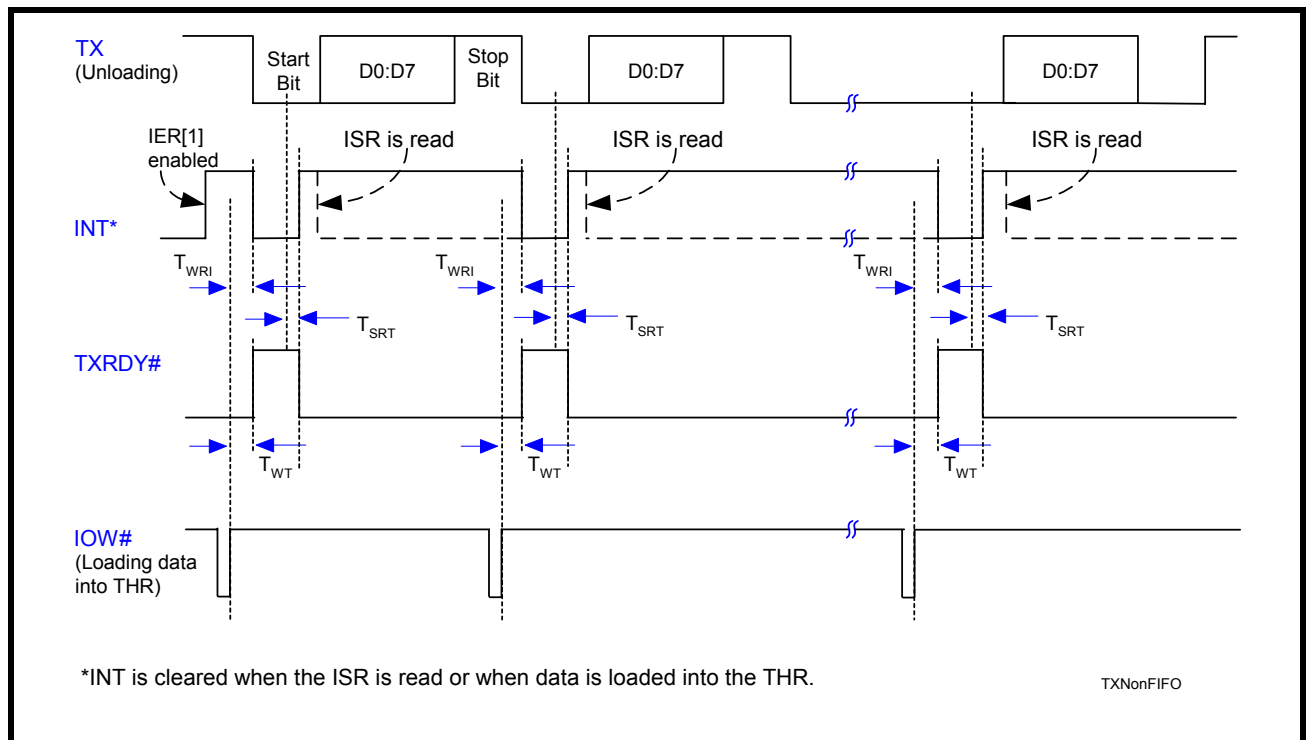 TX
(Unloading)
Start
Bit
D0:D7
Stop
Bit
D0:D7
D0:D7
IER[1]
enabled
ISR is read
ISR is read
ISR is read
INT*
TWRI
TWRI
TWRI
TSRT
TSRT
TSRT
TXRDY#
TWT
TWT
TWT
IOW#
(Loading data
into THR)
*INT is cleared when the ISR is read or when data is loaded into the THR.
TXNonFIFO